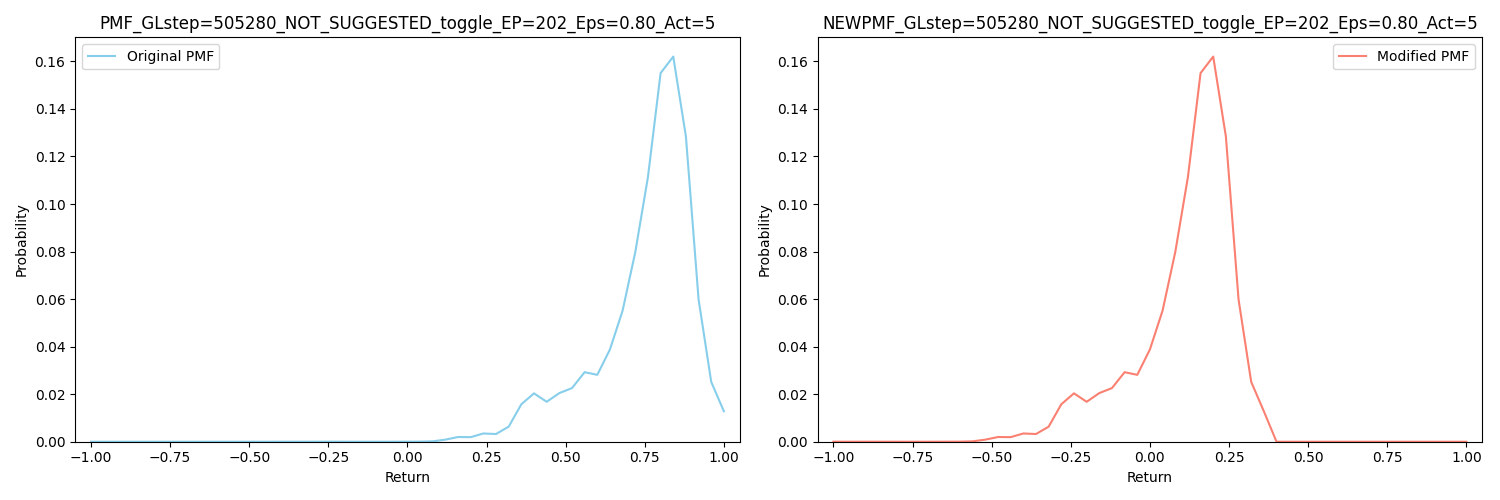 PMF_GLstep=505280_NOT_SUGGESTED_toggle_EP=202_Eps=0.80_Act=5
Original PMF
0.16
0.14
0.12
0.10
0.08
0.06
0.04
0.02
0.00
Probability
−1.00 −0.75 −0.50 −0.25 0.00 0.25 0.50 0.75 1.00
Return
NEWPMF_GLstep=505280_NOT_SUGGESTED_toggle_EP=202_Eps=0.80_Act=5
Modified PMF
0.16
0.14
0.12
0.10
0.08
0.06
0.04
0.02
0.00
Probability
−1.00 −0.75 −0.50 −0.25 0.00 0.25 0.50 0.75 1.00
Return